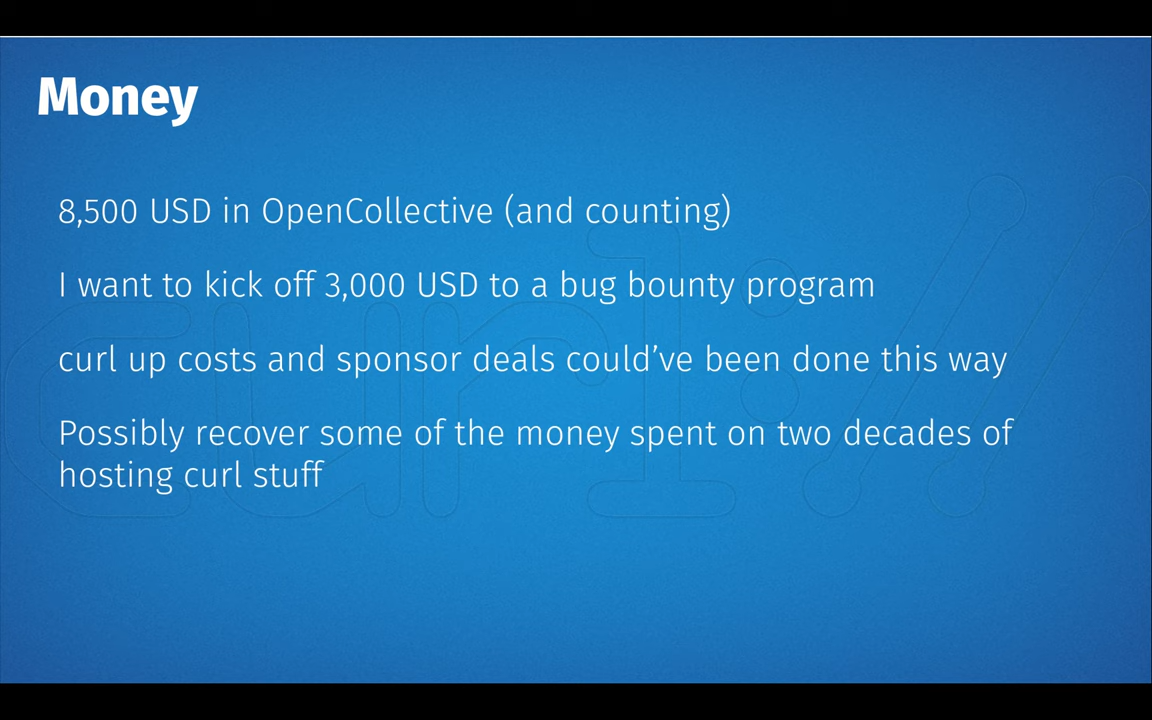 Money
8,500 USD in OpenCollective (and counting)
I want to kick off 3,000 USD to a bug bounty program
curl up costs and sponsor deals could’ve been done this way
Possibly recover some of the money spent on two decades of
hosting curl stuff
curl://